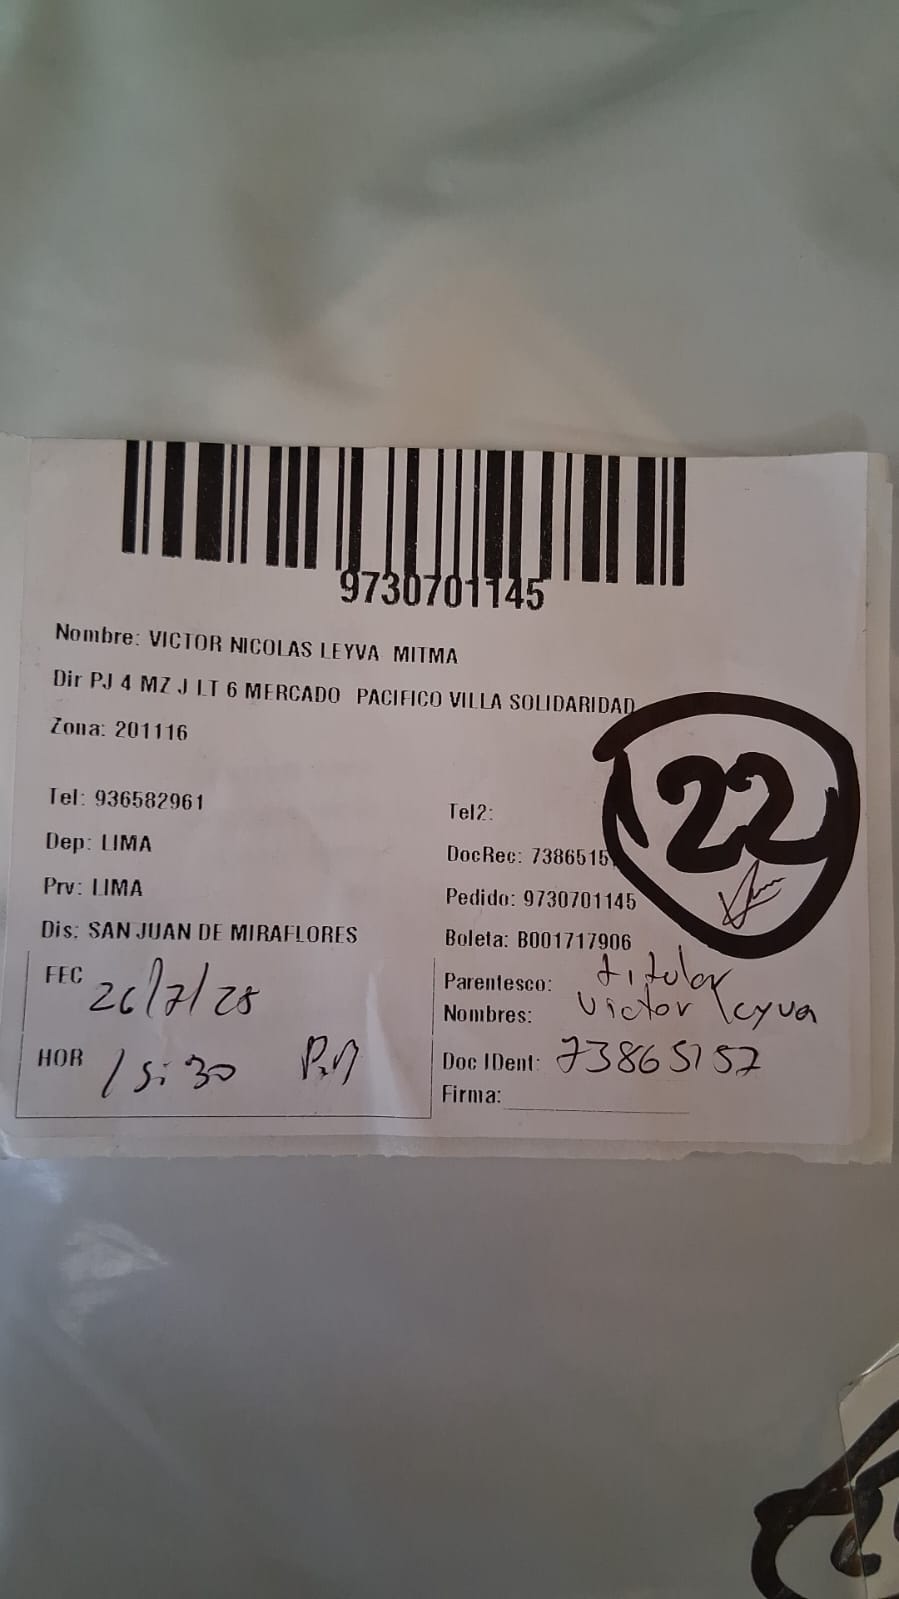 9730701145
Nombre: VICTOR NICOLAS LEYVA MITMA
Dir PJ 4 MZ J LT 6 MERCADO PACIFICO VILLA SOLIDARIDAD
Zona: 201116
22
Tel: 936582961
Tel2:
Dep: LIMA
DocRec: 7386515
Prv: LIMA
Pedido: 9730701145
Dis: SAN JUAN DE MIRAFLORES
Boleta: B001717906
FEC 26/7/25
Parentesco: titular
Nombres: Victor Leyva
HOR 15:30 P.M
Doc IDent: 73865157
Firma: